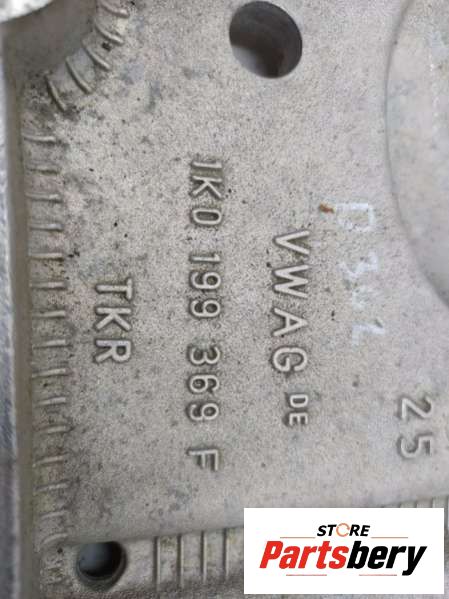 25
VWAG DE
1K0 199 369 F
TKR
STORE
Partsbery